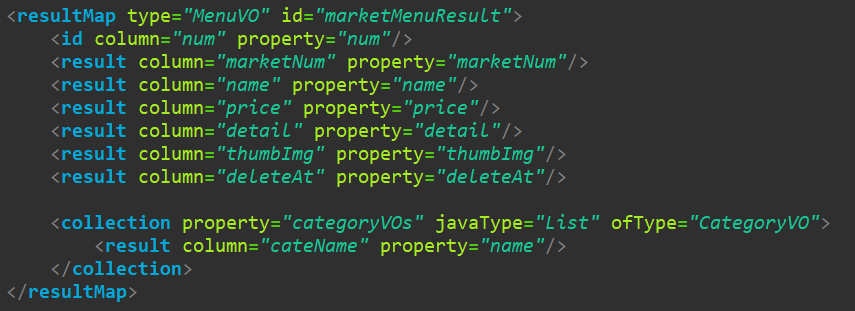 <resultMap type="MenuVO" id="marketMenuResult">
    <id column="num" property="num"/>
    <result column="marketNum" property="marketNum"/>
    <result column="name" property="name"/>
    <result column="price" property="price"/>
    <result column="detail" property="detail"/>
    <result column="thumbImg" property="thumbImg"/>
    <result column="deleteAt" property="deleteAt"/>

    <collection property="categoryVOs" javaType="List" ofType="CategoryVO">
        <result column="cateName" property="name"/>
    </collection>
</resultMap>